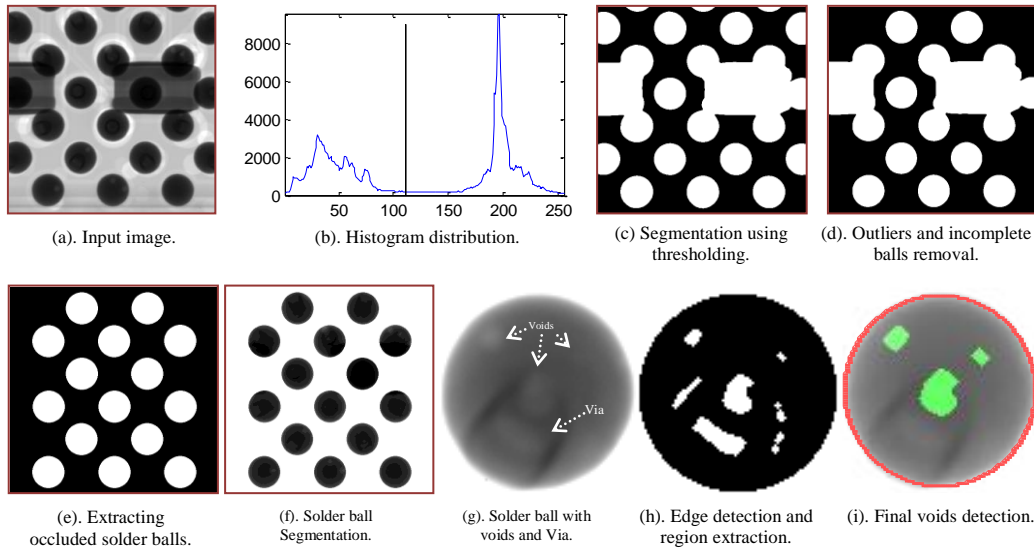 8000
6000
4000
2000
0
50
100
150
200
250
(a). Input image.
(b). Histogram distribution.
(c) Segmentation using
thresholding.
(d). Outliers and incomplete
balls removal.
Voids
Via
(e). Extracting
occluded solder balls.
(f). Solder ball
Segmentation.
(g). Solder ball with
voids and Via.
(h). Edge detection and
region extraction.
(i). Final voids detection.